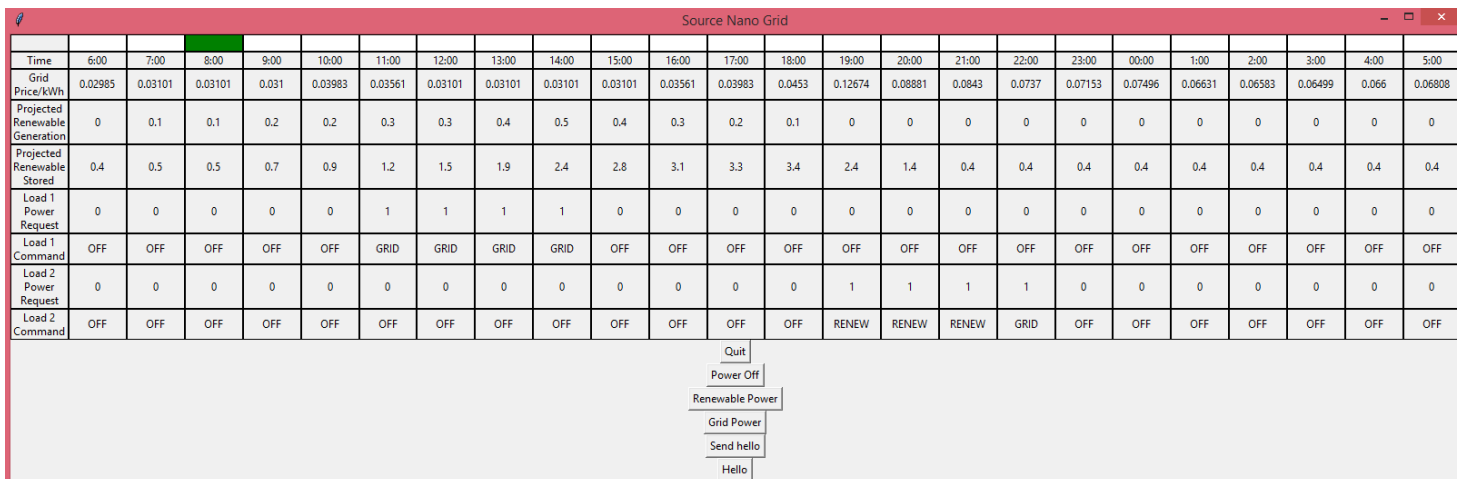 Source Nano Grid
Time 6:00 7:00 8:00 9:00 10:00 11:00 12:00 13:00 14:00 15:00 16:00 17:00 18:00 19:00 20:00 21:00 22:00 23:00 00:00 1:00 2:00 3:00 4:00 5:00
Grid
Price/kWh 0.02985 0.03101 0.03101 0.031 0.03983 0.03561 0.03101 0.03101 0.03101 0.03101 0.03561 0.03983 0.0453 0.12674 0.08881 0.0843 0.0737 0.07153 0.07496 0.06631 0.06583 0.06499 0.066 0.06808
Projected
Renewable
Generation 0 0.1 0.1 0.2 0.2 0.3 0.3 0.4 0.5 0.4 0.3 0.2 0.1 0 0 0 0 0 0 0 0 0 0 0
Projected
Renewable
Stored 0.4 0.5 0.5 0.7 0.9 1.2 1.5 1.9 2.4 2.8 3.1 3.3 3.4 2.4 1.4 0.4 0.4 0.4 0.4 0.4 0.4 0.4 0.4 0.4
Load 1
Power
Request 0 0 0 0 0 1 1 1 1 0 0 0 0 0 0 0 0 0 0 0 0 0 0 0
Load 1
Command OFF OFF OFF OFF OFF GRID GRID GRID GRID OFF OFF OFF OFF OFF OFF OFF OFF OFF OFF OFF OFF OFF OFF OFF
Load 2
Power
Request 0 0 0 0 0 0 0 0 0 0 0 0 0 1 1 1 1 0 0 0 0 0 0 0
Load 2
Command OFF OFF OFF OFF OFF OFF OFF OFF OFF OFF OFF OFF OFF RENEW RENEW RENEW GRID OFF OFF OFF OFF OFF OFF OFF
Quit
Power Off
Renewable Power
Grid Power
Send hello
Hello